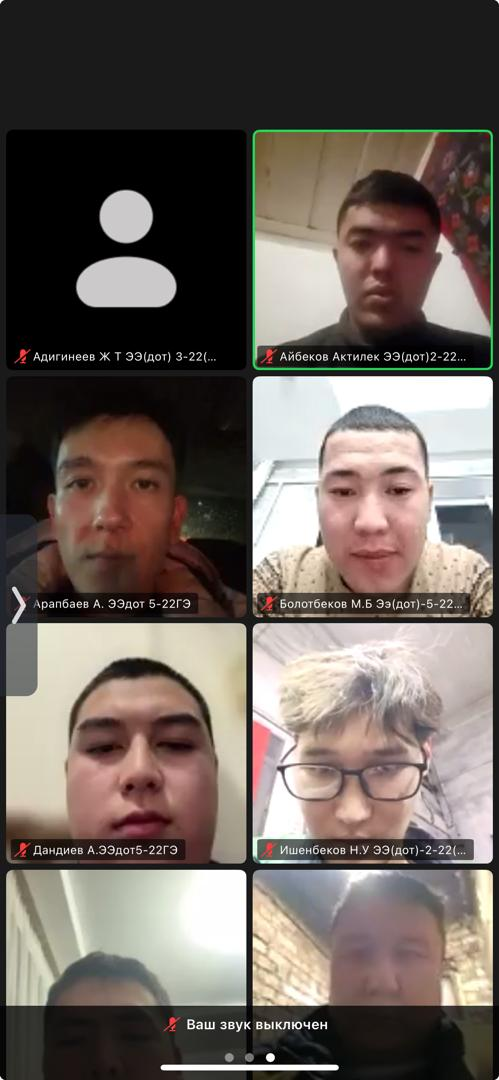 Адигинеев Ж Т ЭЭ(дот) 3-22(...
Айбеков Актилек ЭЭ(дот)2-22...
Арапбаев А. ЭЭдот 5-22ГЭ
Болотбеков М.Б Ээ(дот)-5-22...
Дандиев А.ЭЭдот5-22ГЭ
Ишенбеков Н.У ЭЭ(дот)-2-22(...
Ваш звук выключен